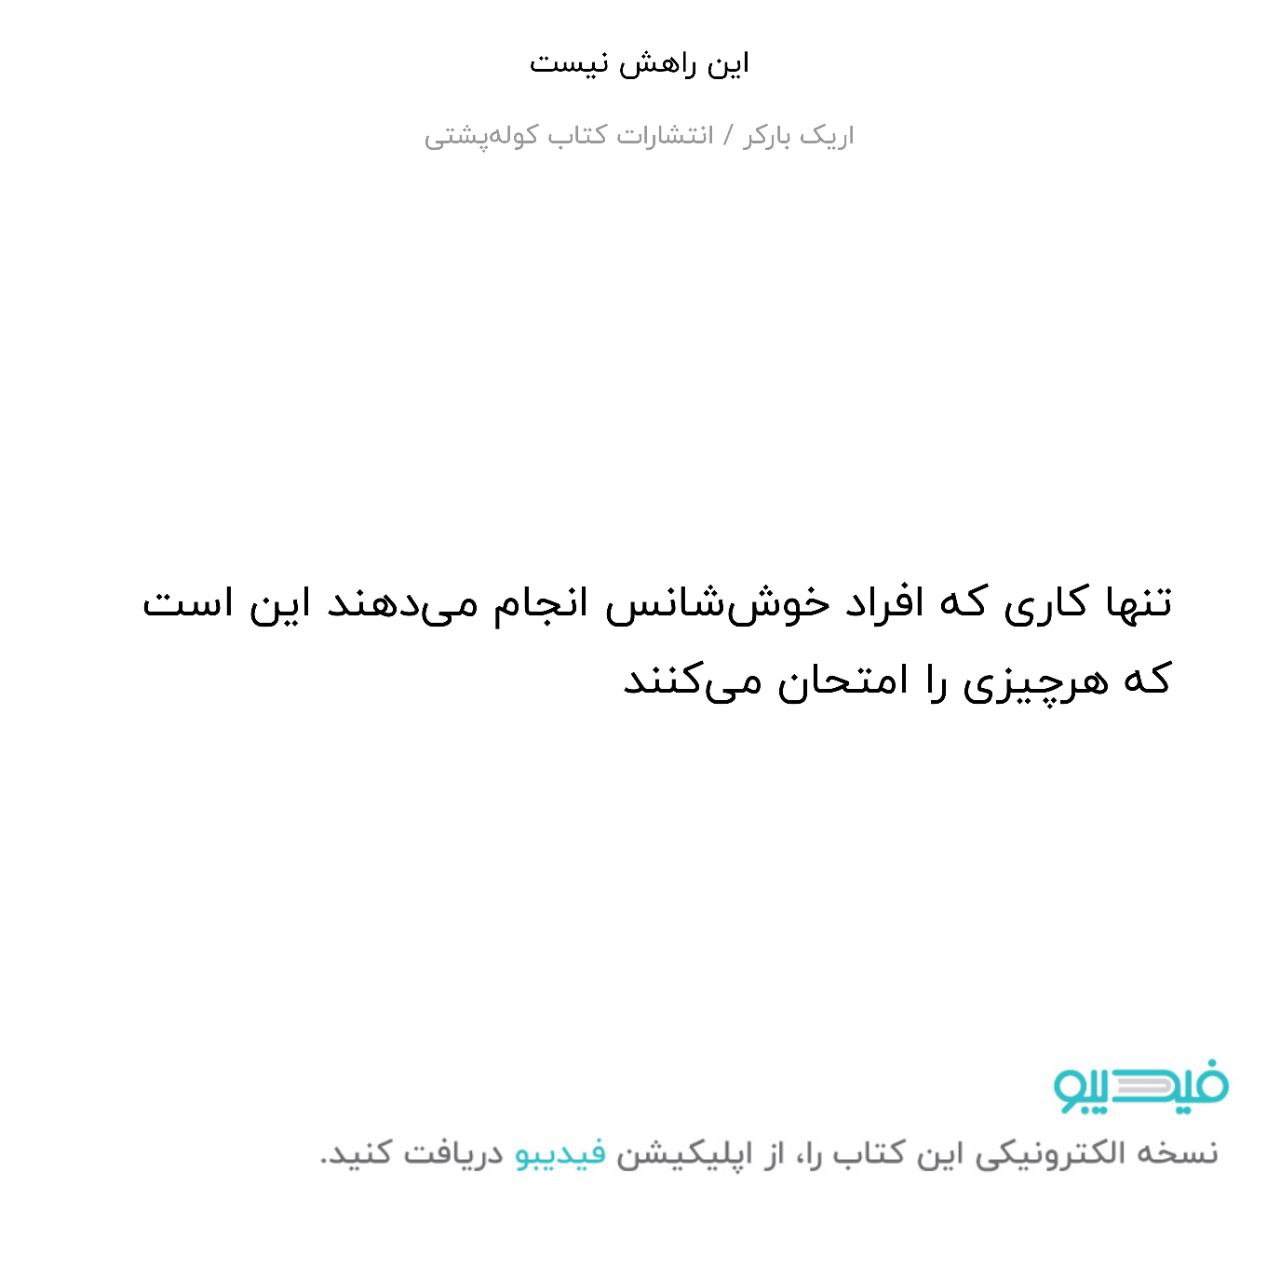 این راهش نیست
اریک بارکر / انتشارات کتاب کوله‌پشتی
تنها کاری که افراد خوش‌شانس انجام می‌دهند این است
که هرچیزی را امتحان می‌کنند
فیدیبو
نسخه الکترونیکی این کتاب را، از اپلیکیشن فیدیبو دریافت کنید.